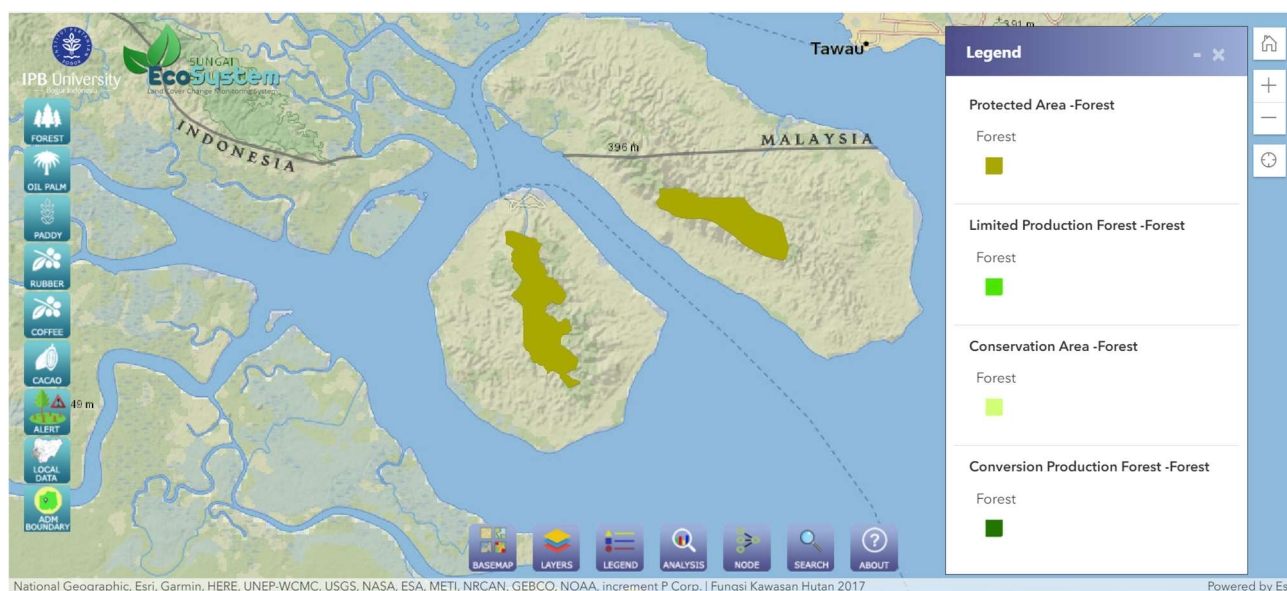 IPB University
Bogor Indonesia
SUNGAI
EcoSystem
Land Cover Change Monitoring System
FOREST
OIL PALM
PADDY
RUBBER
COFFEE
CACAO
ALERT
LOCAL
DATA
ADM
BOUNDARY
49 m
INDONESIA
MALAYSIA
396 m
391 m
Tawau
Legend
Protected Area -Forest
Forest
Limited Production Forest -Forest
Forest
Conservation Area -Forest
Forest
Conversion Production Forest -Forest
Forest
BASEMAP
LAYERS
LEGEND
ANALYSIS
NODE
SEARCH
ABOUT
National Geographic, Esri, Garmin, HERE, UNEP-WCMC, USGS, NASA, ESA, METI, NRCAN, GEBCO, NOAA, increment P Corp. | Fungsi Kawasan Hutan 2017
Powered by Es